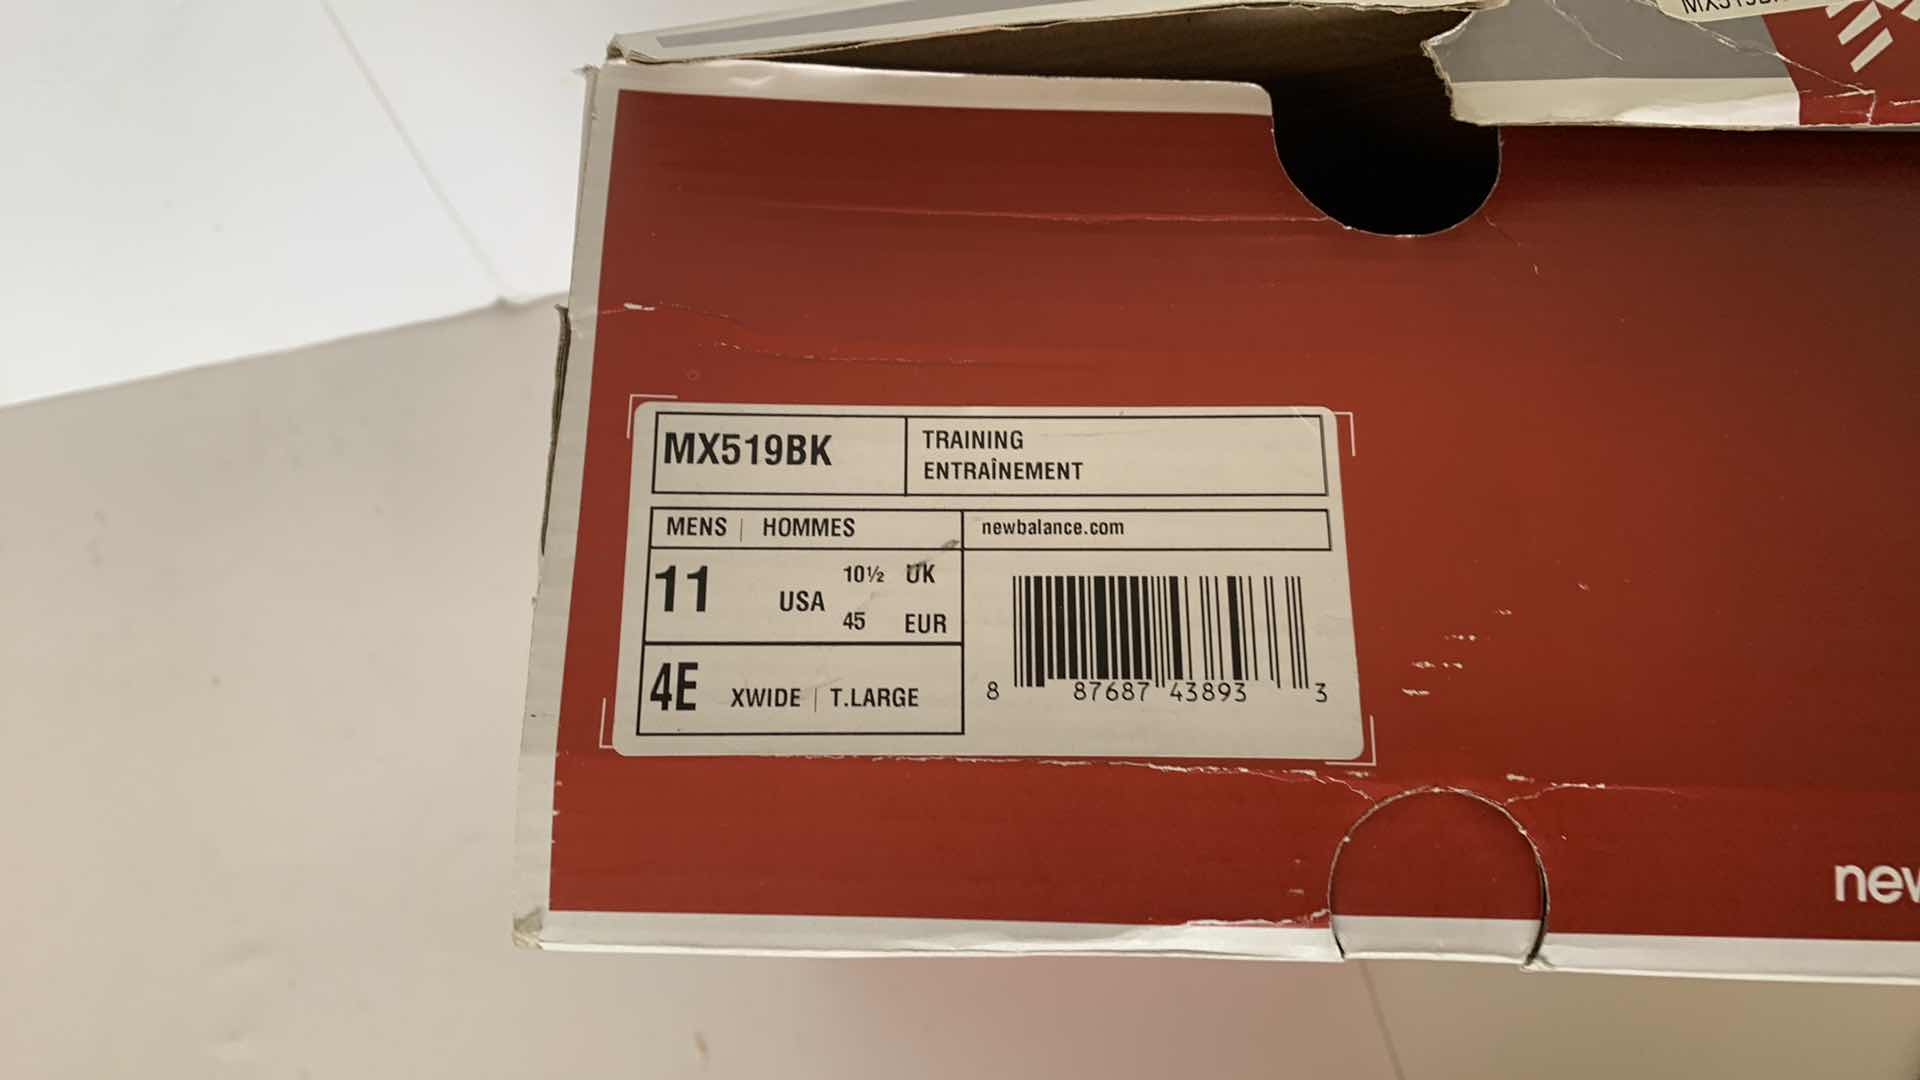 MX519BK
TRAINING
ENTRAÎNEMENT
MENS | HOMMES
newbalance.com
11 USA
10½ UK
45 EUR
4E XWIDE | T.LARGE
8 87687 43893 3